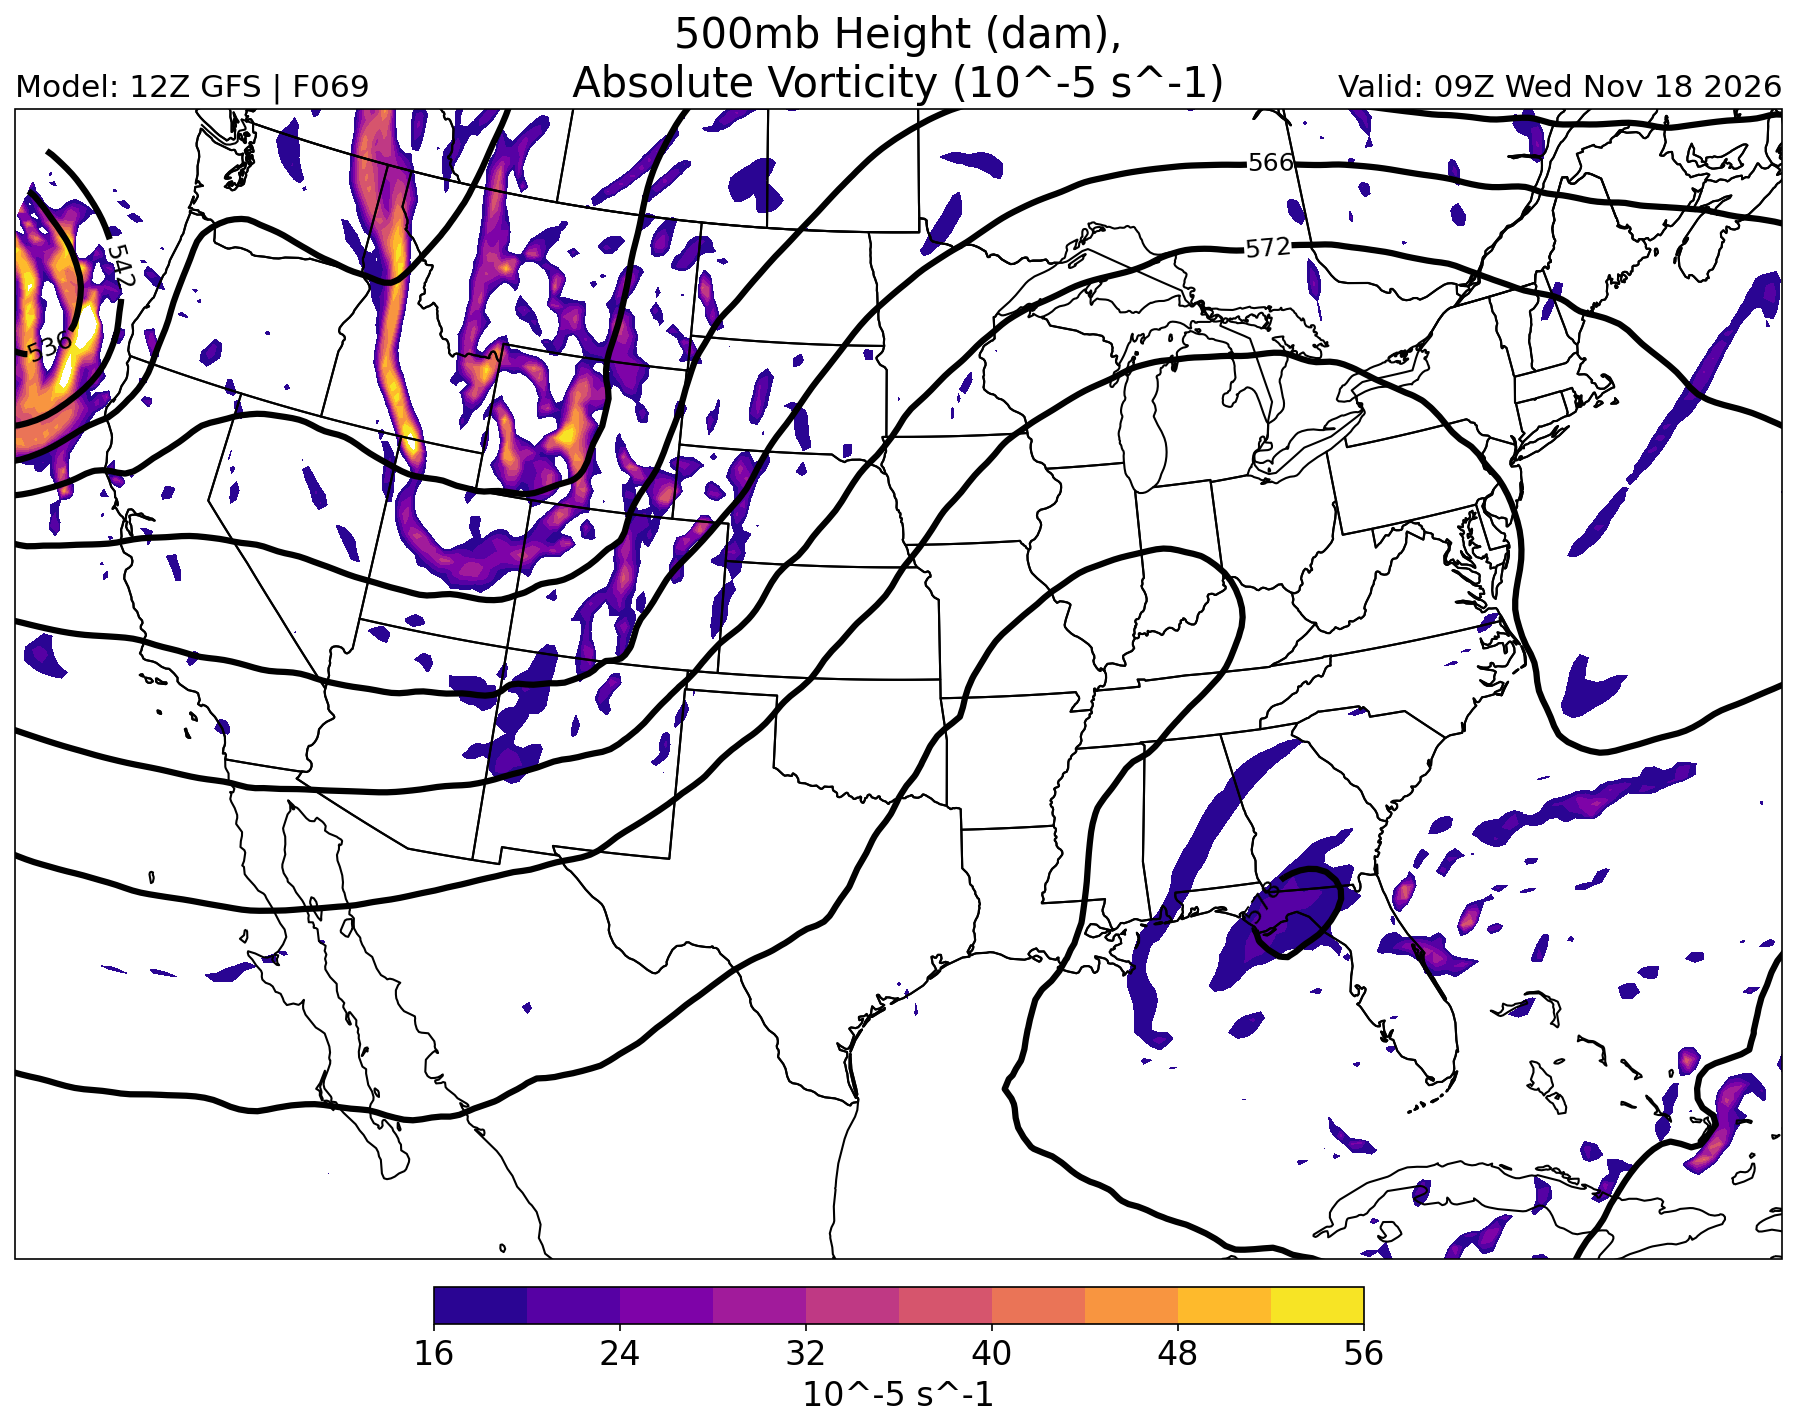 500mb Height (dam),
Absolute Vorticity (10^-5 s^-1)
Model: 12Z GFS | F069
Valid: 09Z Wed Nov 18 2026
566
572
542
536
578
16 24 32 40 48 56
10^-5 s^-1